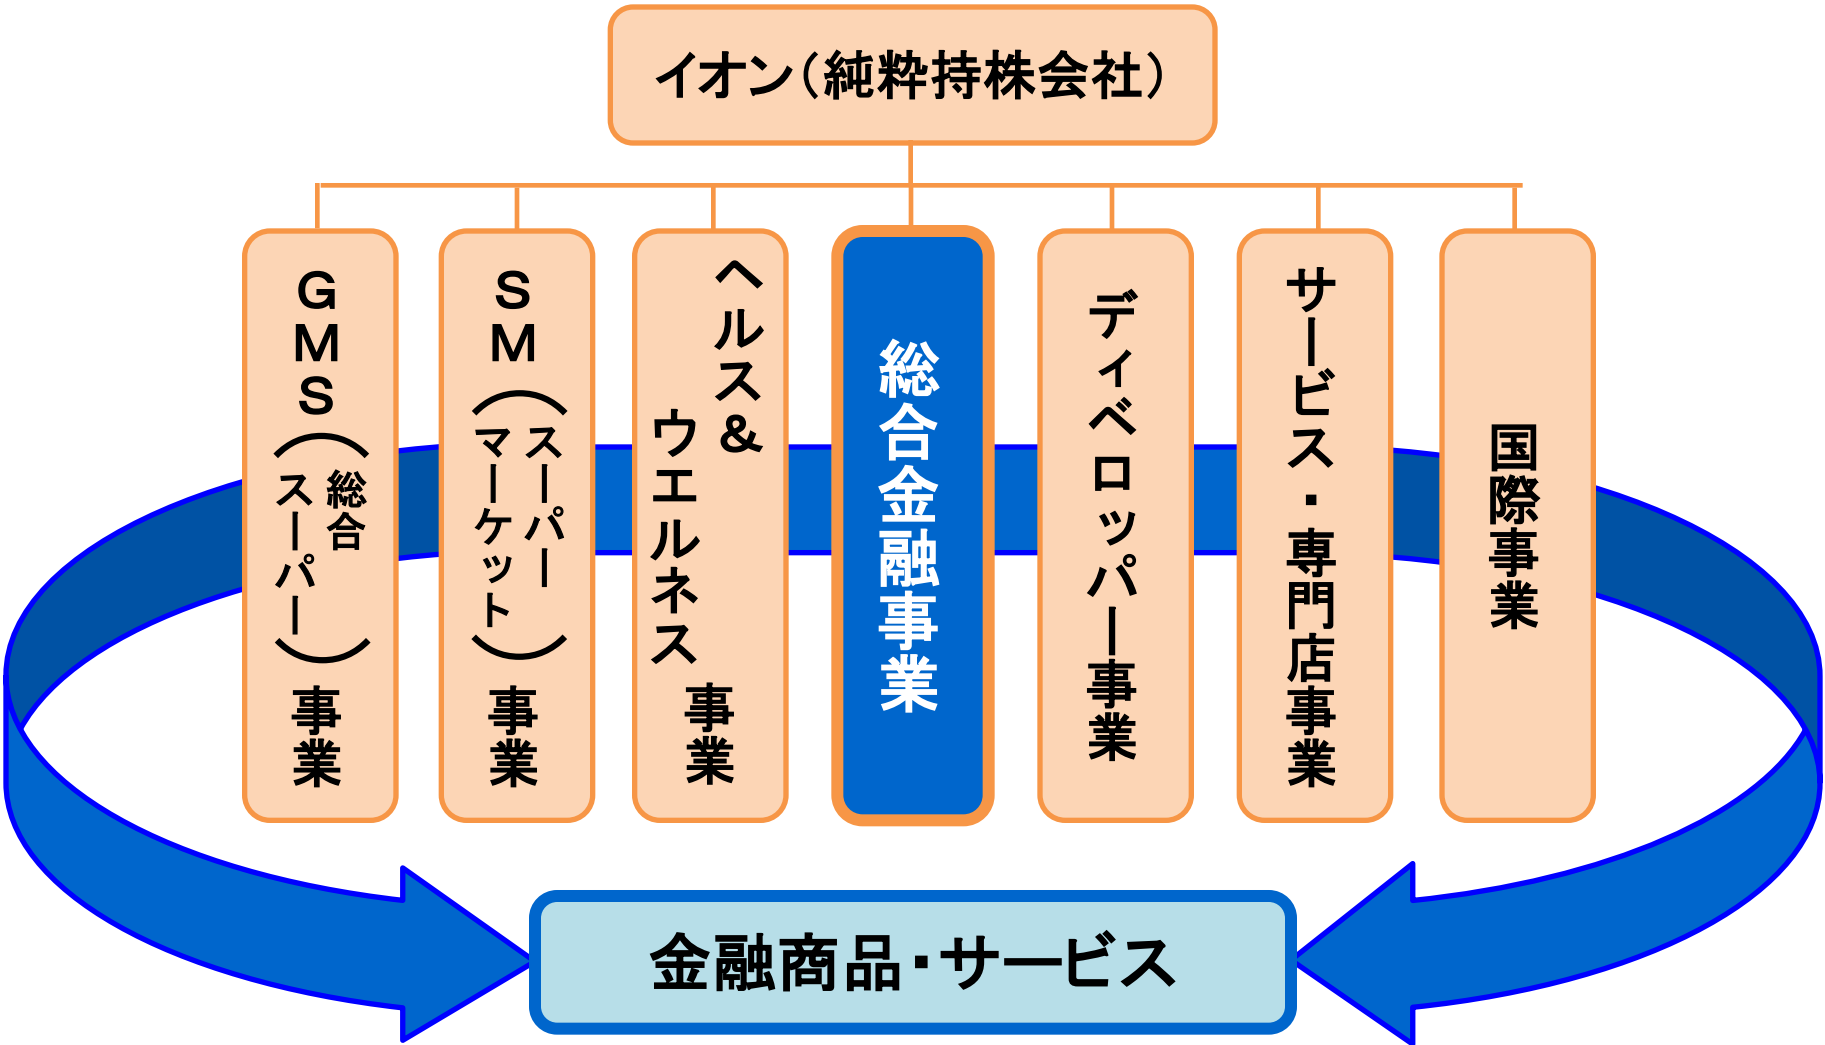 イオン（純粋持株会社）
GMS（総合スーパー）事業
SM（スーパーマーケット）事業
ヘルス&ウエルネス事業
総合金融事業
ディベロッパー事業
サービス・専門店事業
国際事業
金融商品・サービス